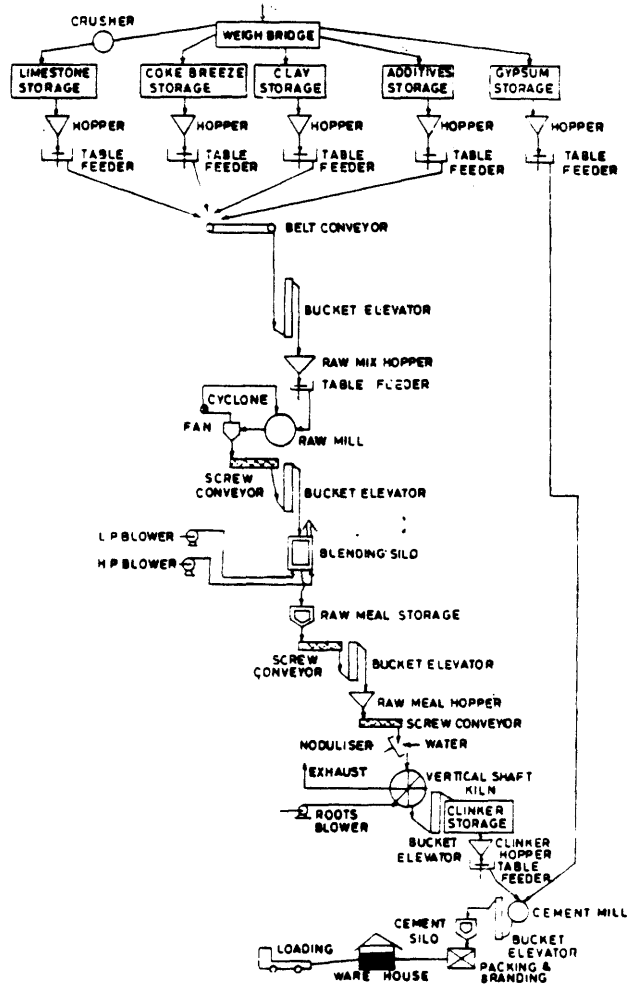 CRUSHER
WEIGH BRIDGE
LIMESTONE
STORAGE
COKE BREEZE
STORAGE
CLAY
STORAGE
ADDITIVES
STORAGE
GYPSUM
STORAGE
HOPPER
HOPPER
HOPPER
HOPPER
HOPPER
TABLE
FEEDER
TABLE
FEEDER
TABLE
FEEDER
TABLE
FEEDER
TABLE
FEEDER
BELT CONVEYOR
BUCKET ELEVATOR
RAW MIX HOPPER
TABLE FEEDER
CYCLONE
FAN
RAW MILL
SCREW
CONVEYOR
BUCKET ELEVATOR
L P BLOWER
H P BLOWER
BLENDING SILO
RAW MEAL STORAGE
SCREW
CONVEYOR
BUCKET ELEVATOR
RAW MEAL HOPPER
SCREW CONVEYOR
NODULISER
WATER
EXHAUST
VERTICAL SHAFT
KILN
ROOTS
BLOWER
CLINKER
STORAGE
BUCKET
ELEVATOR
CLINKER
HOPPER
TABLE
FEEDER
CEMENT MILL
CEMENT
SILO
BUCKET
ELEVATOR
LOADING
WARE HOUSE
PACKING &
BRANDING